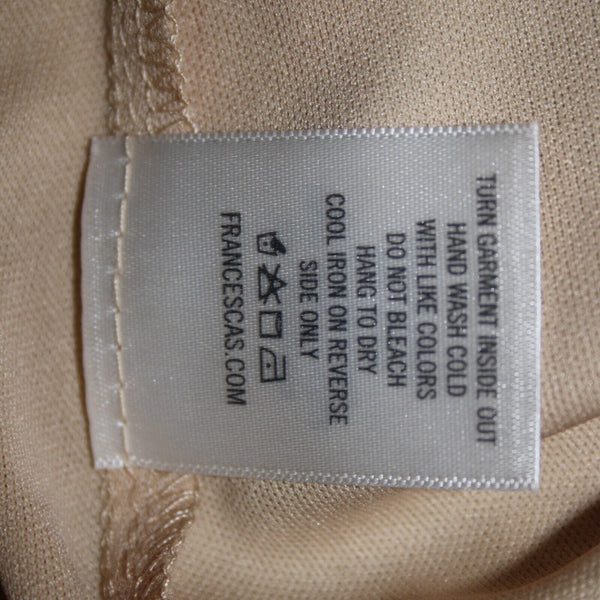 TURN GARMENT INSIDE OUT
HAND WASH COLD
WITH LIKE COLORS
DO NOT BLEACH
HANG TO DRY
COOL IRON ON REVERSE
SIDE ONLY
FRANCESCAS.COM